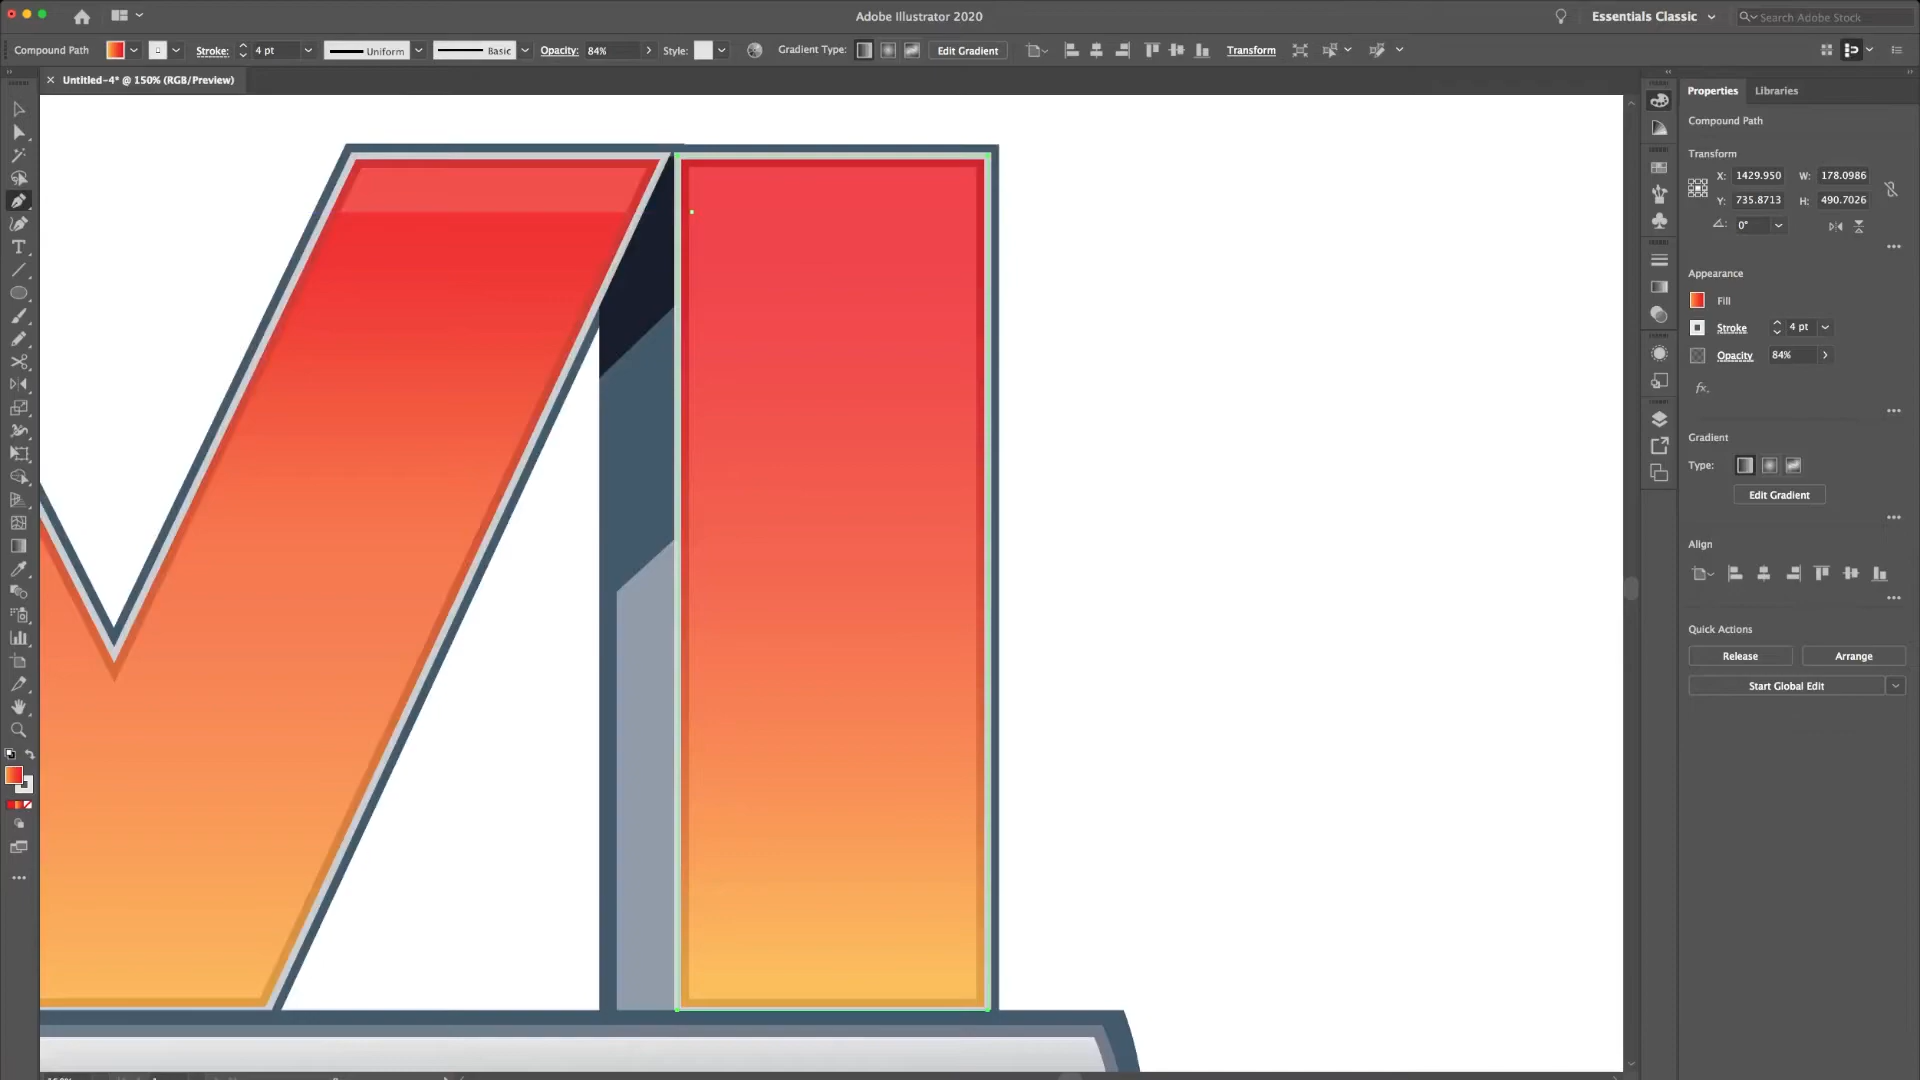 Adobe Illustrator 2020
Essentials Classic
Search Adobe Stock
Compound Path
Stroke:
4 pt
Uniform
Basic
Opacity:
84%
Style:
Gradient Type:
Edit Gradient
Transform
Untitled-4* @ 150% (RGB/Preview)
Properties
Libraries
Compound Path
Transform
X:
1429.950
W:
178.0986
Y:
735.8713
H:
490.7026
0°
Appearance
Fill
Stroke
4 pt
Opacity
84%
fx.
Gradient
Type:
Edit Gradient
Align
Quick Actions
Release
Arrange
Start Global Edit